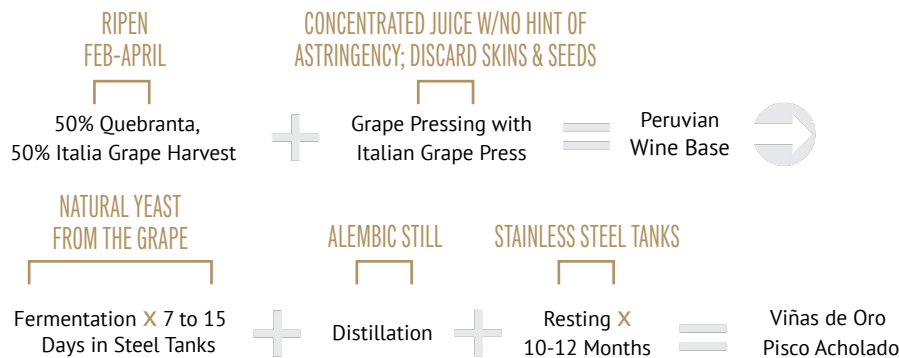 RIPEN
FEB-APRIL
CONCENTRATED JUICE W/NO HINT OF
ASTRINGENCY; DISCARD SKINS & SEEDS
50% Quebranta,
50% Italia Grape Harvest
+
Grape Pressing with
Italian Grape Press
=
Peruvian
Wine Base
NATURAL YEAST
FROM THE GRAPE
ALEMBIC STILL
STAINLESS STEEL TANKS
Fermentation X 7 to 15
Days in Steel Tanks
+
Distillation
+
Resting X
10-12 Months
=
Viñas de Oro
Pisco Acholado